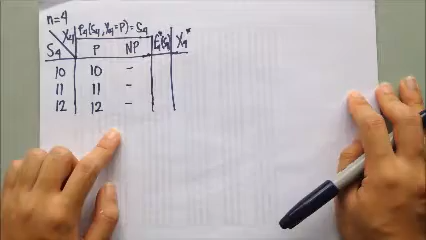 n=4
X4 f4(S4, X4=P) = S4 f4*(S4) X4*
S4 P NP
10 10 -
11 11 -
12 12 -